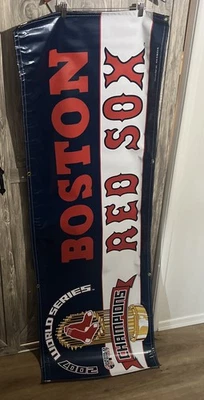 BOSTON
RED SOX
WORLD SERIES
2007
CHAMPIONS